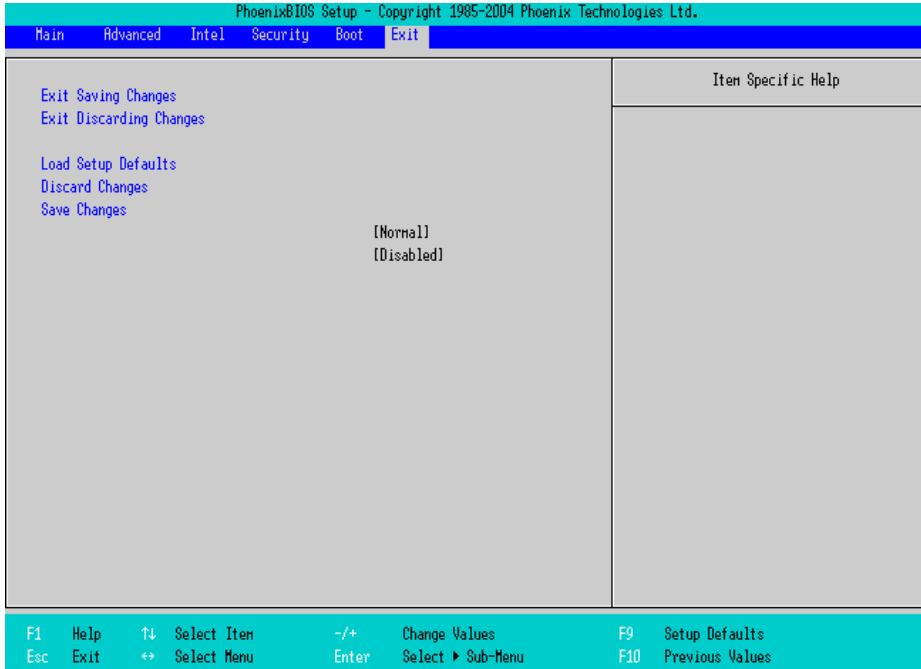 PhoenixBIOS Setup - Copyright 1985-2004 Phoenix Technologies Ltd.
Main Advanced Intel Security Boot Exit
Item Specific Help
Exit Saving Changes
Exit Discarding Changes
Load Setup Defaults
Discard Changes
Save Changes
[Normal]
[Disabled]
F1 Help ↑↓ Select Item -/+ Change Values F9 Setup Defaults
Esc Exit ↔ Select Menu Enter Select ▶ Sub-Menu F10 Previous Values